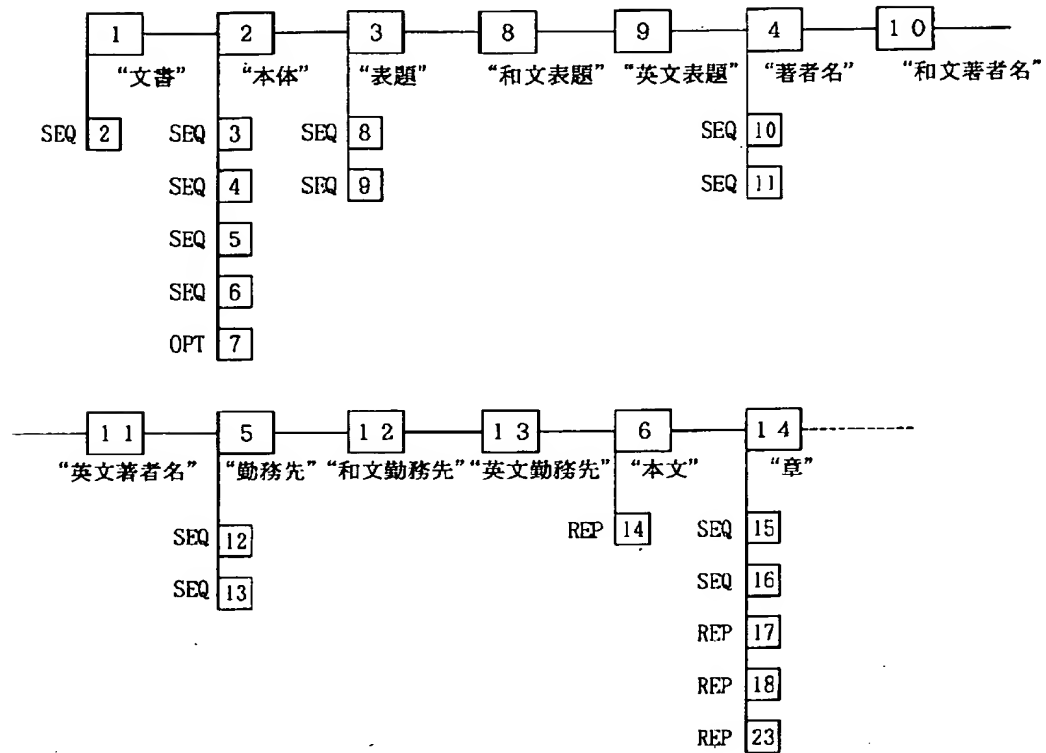 1 2 3 8 9 4 10
“文書” “本体” “表題” “和文表題” “英文表題” “著者名” “和文著者名”
SEQ 2 SEQ 3 SEQ 8 SEQ 10
SEQ 4 SEQ 9 SEQ 11
SEQ 5
SEQ 6
OPT 7
11 5 12 13 6 14
“英文著者名” “勤務先” “和文勤務先” “英文勤務先” “本文” “章”
SEQ 12 REP 14 SEQ 15
SEQ 13 SEQ 16
REP 17
REP 18
REP 23